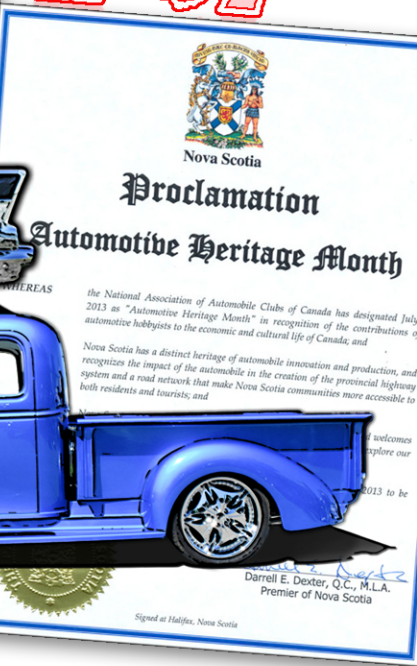 Nova Scotia
Proclamation
Automotive Heritage Month
WHEREAS
the National Association of Automobile Clubs of Canada has designated July
2013 as "Automotive Heritage Month" in recognition of the contributions of
automotive hobbyists to the economic and cultural life of Canada; and
Nova Scotia has a distinct heritage of automobile innovation and production, and
recognizes the impact of the automobile in the creation of the provincial highway
system and a road network that make Nova Scotia communities more accessible to
both residents and tourists; and
welcomes
explore our
2013 to be
Darrell E. Dexter, Q.C., M.L.A.
Premier of Nova Scotia
Signed at Halifax, Nova Scotia